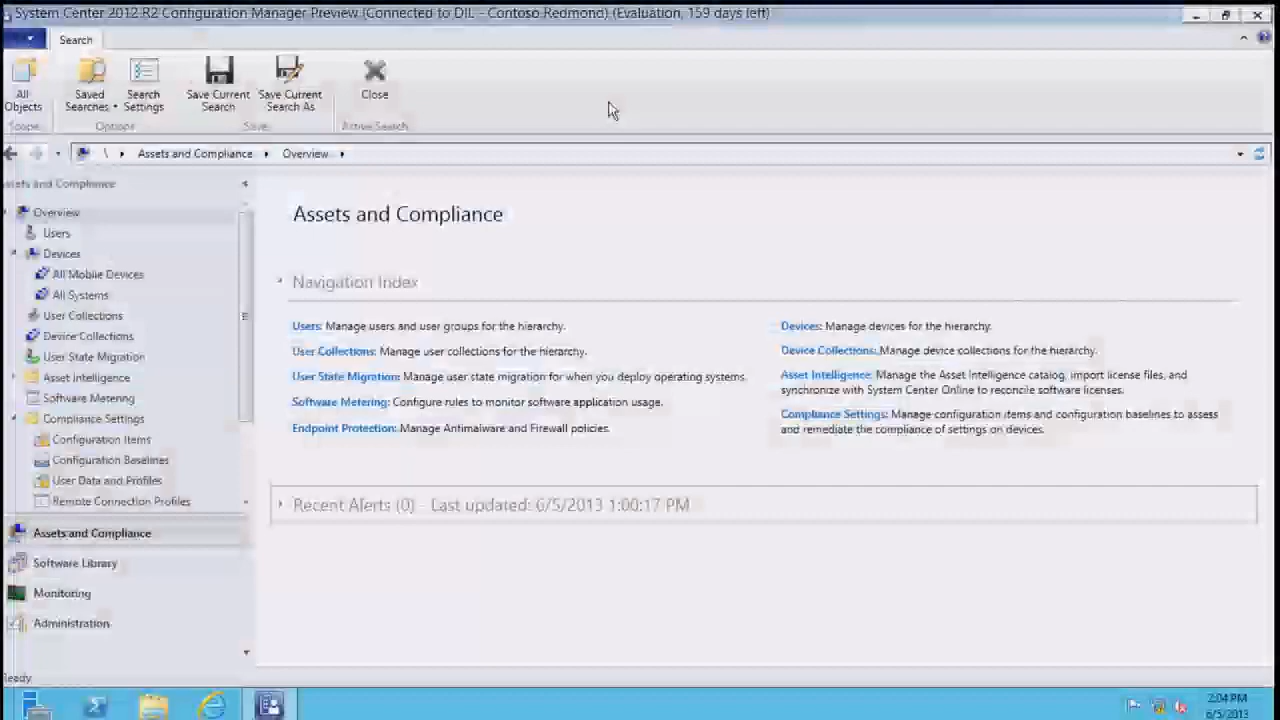 System Center 2012 R2 Configuration Manager Preview (Connected to DIL - Contoso Redmond) (Evaluation, 159 days left)
Search
All Objects
Saved Searches
Search Settings
Save Current Search
Save Current Search As
Close
Scope
Options
Save
Active Search
\ Assets and Compliance Overview
Assets and Compliance
Overview
Users
Devices
All Mobile Devices
All Systems
User Collections
Device Collections
User State Migration
Asset Intelligence
Software Metering
Compliance Settings
Configuration Items
Configuration Baselines
User Data and Profiles
Remote Connection Profiles
Assets and Compliance
Software Library
Monitoring
Administration
Assets and Compliance
Navigation Index
Users: Manage users and user groups for the hierarchy.
User Collections: Manage user collections for the hierarchy.
User State Migration: Manage user state migration for when you deploy operating systems.
Software Metering: Configure rules to monitor software application usage.
Endpoint Protection: Manage Antimalware and Firewall policies.
Devices: Manage devices for the hierarchy.
Device Collections: Manage device collections for the hierarchy.
Asset Intelligence: Manage the Asset Intelligence catalog, import license files, and
synchronize with System Center Online to reconcile software licenses.
Compliance Settings: Manage configuration items and configuration baselines to assess
and remediate the compliance of settings on devices.
Recent Alerts (0) - Last updated: 6/5/2013 1:00:17 PM
Ready
2:04 PM
6/5/2013